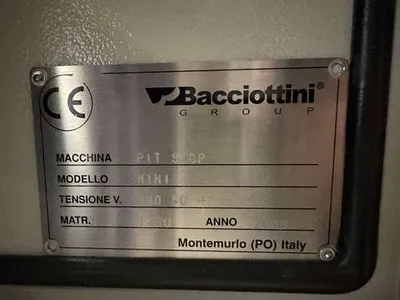 CE
Bacciottini®
GROUP
MACCHINA PIT STOP
MODELLO MINI
TENSIONE V.
MATR. ANNO
Montemurlo (PO) Italy